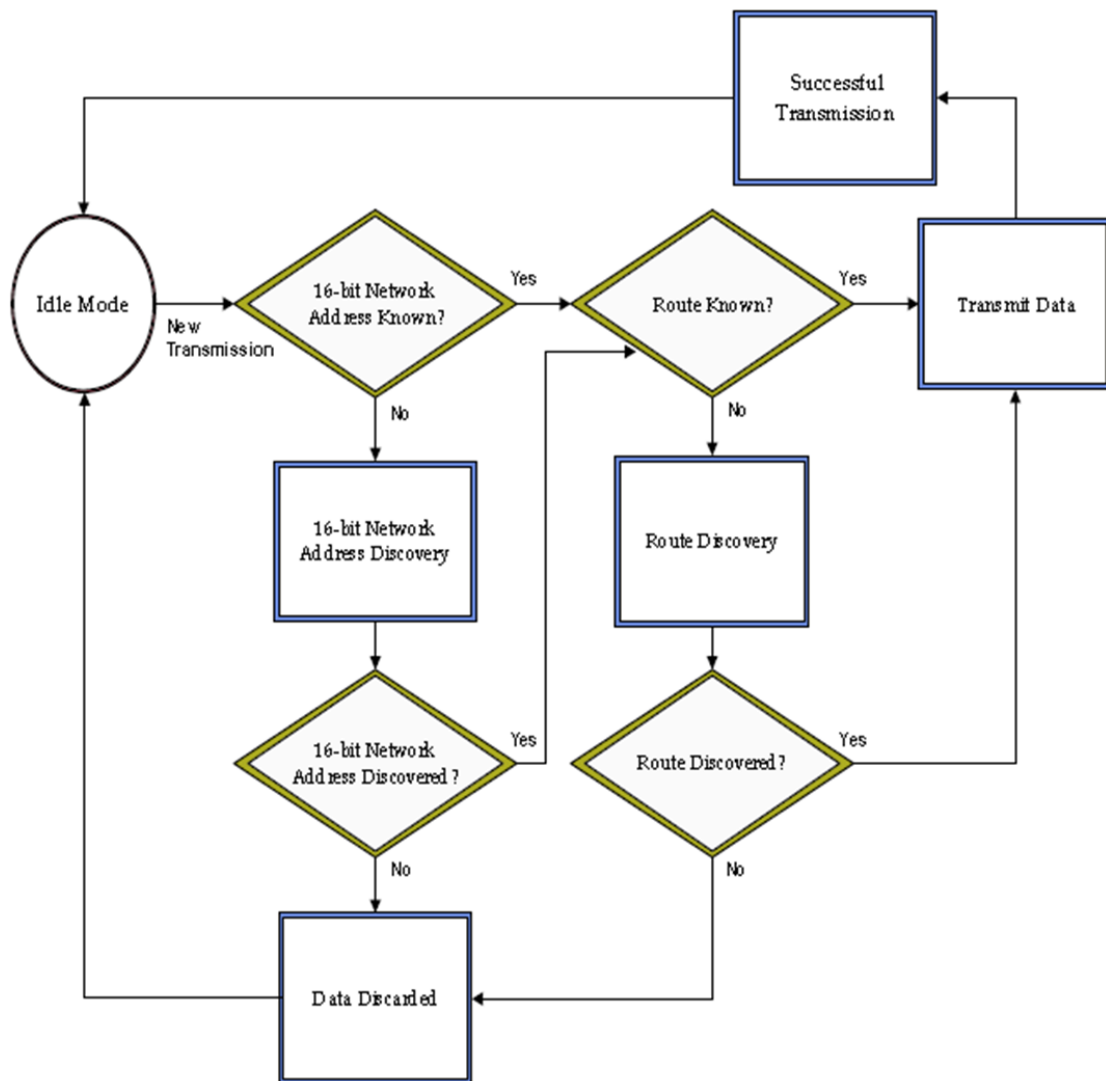 Successful
Transmission
Idle Mode
New
Transmission
16-bit Network
Address Known?
Yes
Route Known?
Yes
Transmit Data
No
No
16-bit Network
Address Discovery
Route Discovery
16-bit Network
Address Discovered?
Yes
Route Discovered?
Yes
No
No
Data Discarded